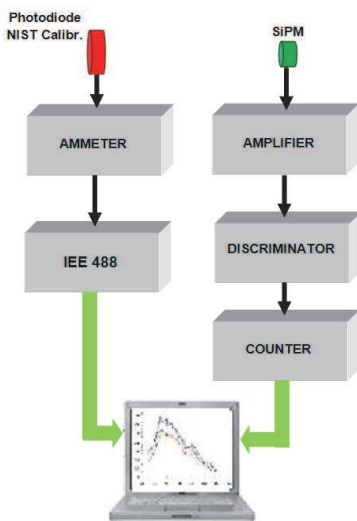 Photodiode
NIST Calibr.
SiPM
AMMETER
AMPLIFIER
IEE 488
DISCRIMINATOR
COUNTER